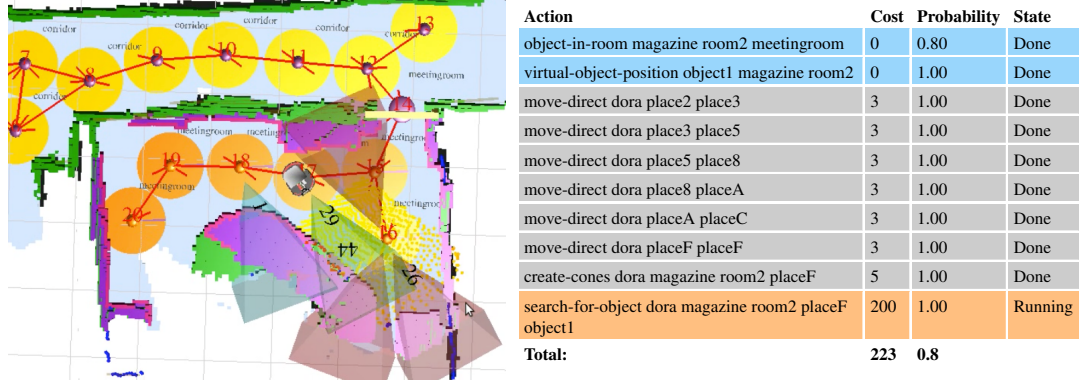 13
corridor
corridor
corridor
corridor
7
8
9
10
11
12
meetingroom
corridor
Action Cost Probability State
object-in-room magazine room2 meetingroom 0 0.80 Done
virtual-object-position object1 magazine room2 0 1.00 Done
move-direct dora place2 place3 3 1.00 Done
move-direct dora place3 place5 3 1.00 Done
move-direct dora place5 place8 3 1.00 Done
move-direct dora place8 placeA 3 1.00 Done
move-direct dora placeA placeC 3 1.00 Done
move-direct dora placeF placeF 3 1.00 Done
create-cones dora magazine room2 placeF 5 1.00 Done
search-for-object dora magazine room2 placeF 200 1.00 Running
object1
Total: 223 0.8
meetingroom
19
18
15
meetingroom
meetingroom
20
29
44
16
26